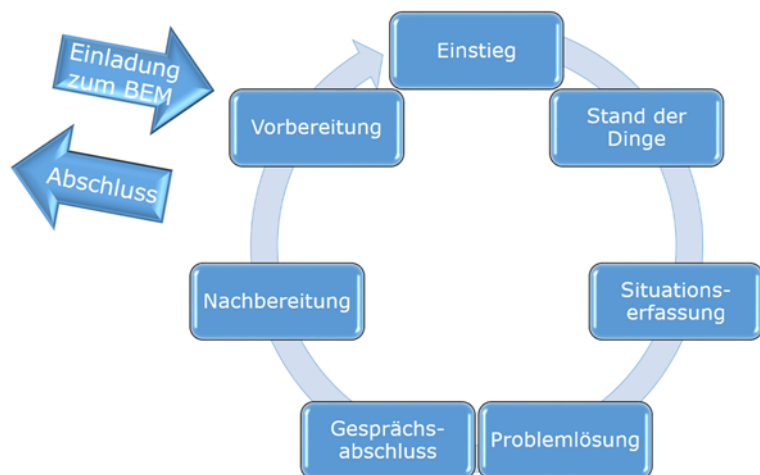 Einladung
zum BEM
Abschluss
Einstieg
Stand der
Dinge
Situations-
erfassung
Problemlösung
Gesprächs-
abschluss
Nachbereitung
Vorbereitung